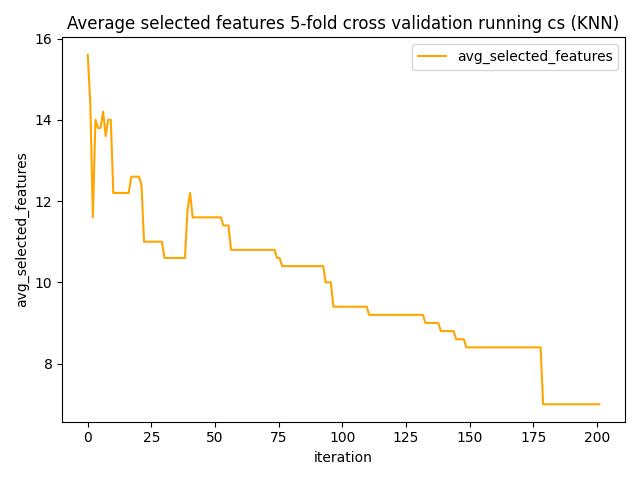 Average selected features 5-fold cross validation running cs (KNN)
avg_selected_features
avg_selected_features
16
14
12
10
8
0 25 50 75 100 125 150 175 200
iteration